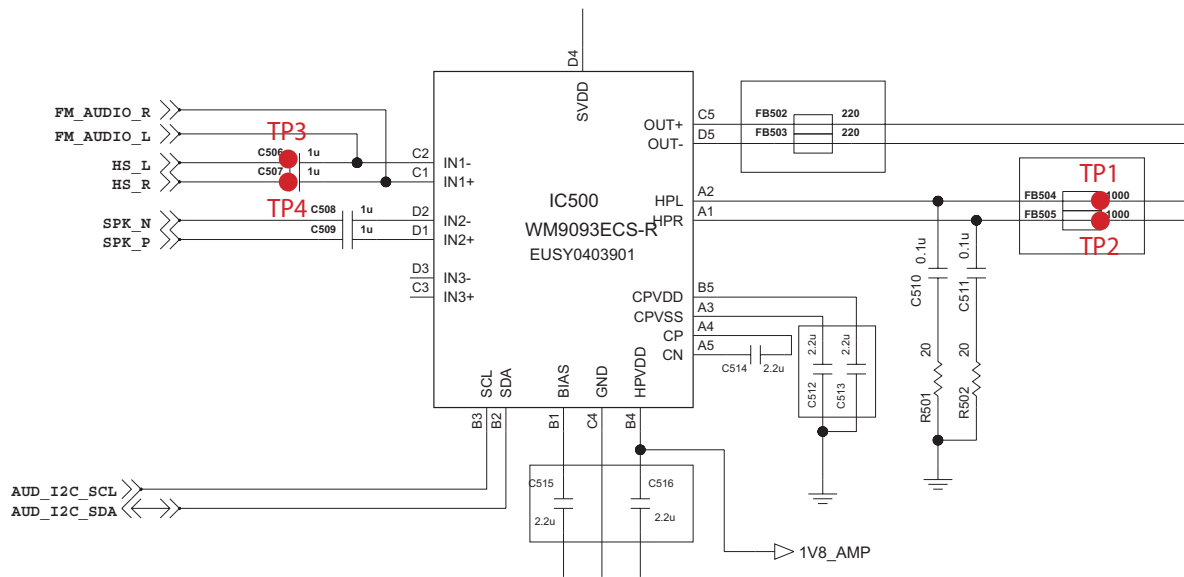 D4
SVDD
FM_AUDIO_R
FM_AUDIO_L
TP3
C506 1u
HS_L
C507 1u
HS_R
TP4
C508 1u
SPK_N
C509 1u
SPK_P
C2 IN1-
C1 IN1+
D2 IN2-
D1 IN2+
D3 IN3-
C3 IN3+
IC500
WM9093ECS-R
EUSY0403901
OUT+ C5
OUT- D5
HPL A2
HPR A1
CPVDD B5
CPVSS A3
CP A4
CN A5
FB502 220
FB503 220
TP1
FB504 1000
FB505 1000
TP2
C510 0.1u
C511 0.1u
R501 20
R502 20
C514 2.2u
C512 2.2u
C513 2.2u
SCL
SDA
BIAS
GND
HPVDD
B3
B2
B1
C4
B4
C515
2.2u
C516
2.2u
AUD_I2C_SCL
AUD_I2C_SDA
1V8_AMP